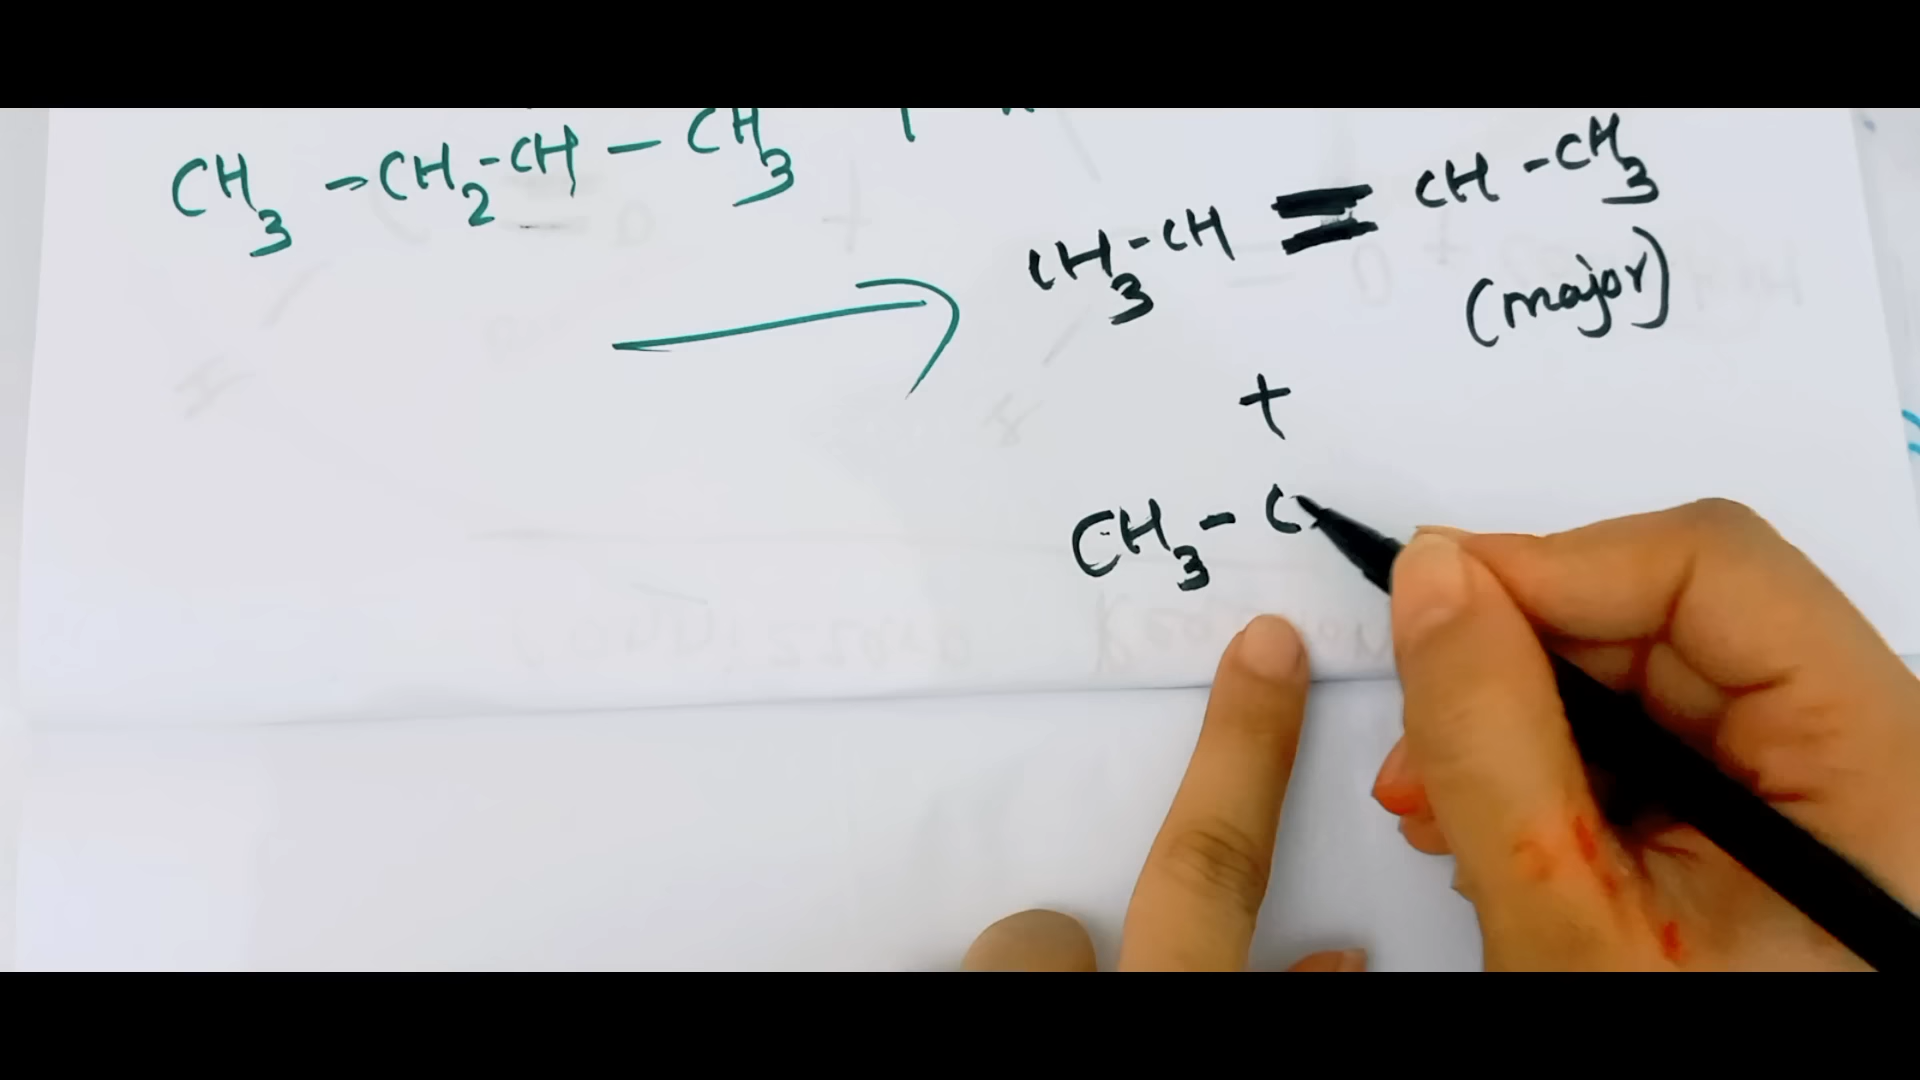 CH3 - CH2 - CH - CH3
CH3 - CH = CH - CH3
(major)
+
CH3 - C